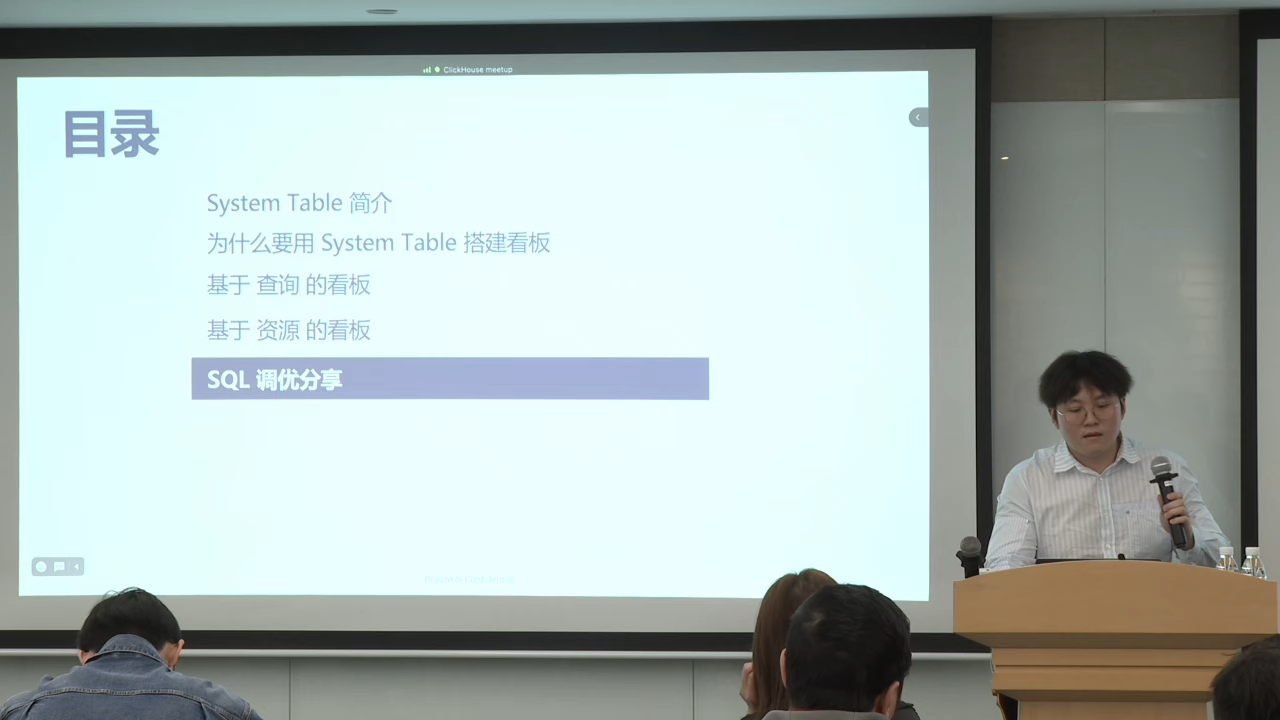 ClickHouse meetup
目录
System Table 简介
为什么要用 System Table 搭建看板
基于 查询 的看板
基于 资源 的看板
SQL 调优分享